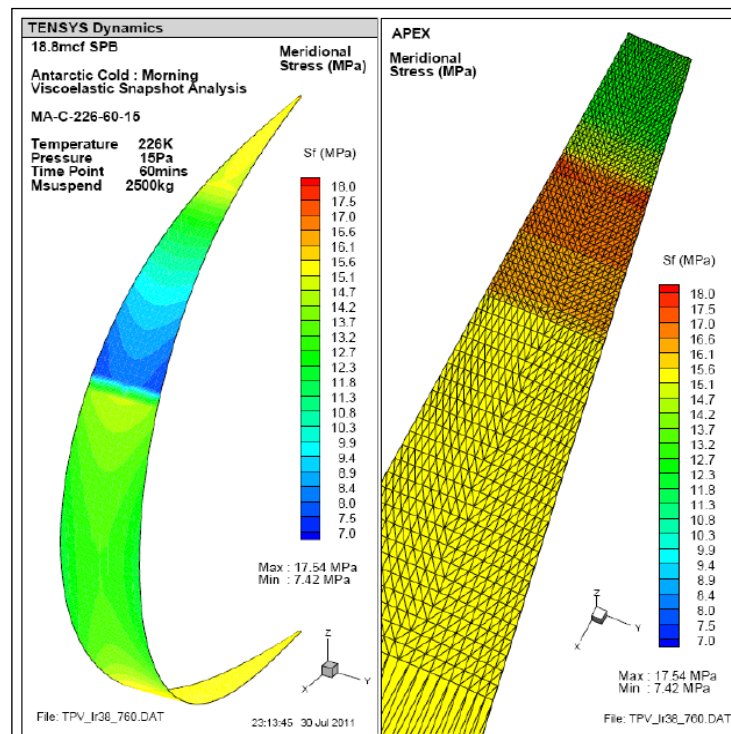 TENSYS Dynamics
18.8mcf SPB
Meridional
Stress (MPa)
Antarctic Cold : Morning
Viscoelastic Snapshot Analysis
MA-C-226-60-15
Temperature 226K
Pressure 15Pa
Time Point 60mins
Msuspend 2500kg
Sf (MPa)
18.0
17.5
17.0
16.6
16.1
15.6
15.1
14.7
14.2
13.7
13.2
12.7
12.3
11.8
11.3
10.8
10.3
9.9
9.4
8.9
8.4
8.0
7.5
7.0
Max : 17.54 MPa
Min : 7.42 MPa
Z
X
Y
File: TPV_lr38_760.DAT
23:13:45 30 Jul 2011
APEX
Meridional
Stress (MPa)
Sf (MPa)
18.0
17.5
17.0
16.6
16.1
15.6
15.1
14.7
14.2
13.7
13.2
12.7
12.3
11.8
11.3
10.8
10.3
9.9
9.4
8.9
8.4
8.0
7.5
7.0
Z
X
Y
Max : 17.54 MPa
Min : 7.42 MPa
File: TPV_lr38_760.DAT